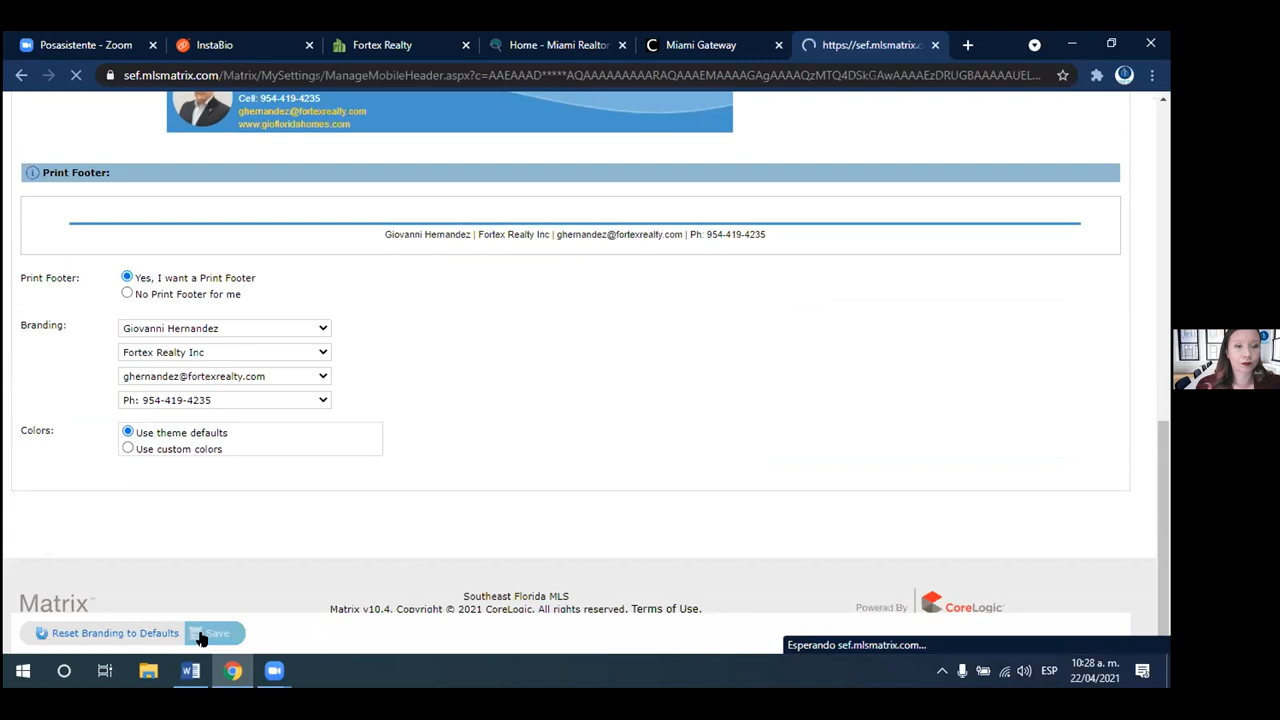 Posasistente - Zoom
InstaBio
Fortex Realty
Home - Miami Realtor
Miami Gateway
https://sef.mlsmatrix.c
sef.mlsmatrix.com/Matrix/MySettings/ManageMobileHeader.aspx?c=AAEAAAD*****AQAAAAAAAAARAQAAAEMAAAAGAgAAAAQzMTQ4DSkGAwAAAAEzDRUGBAAAAAUEL...
Cell: 954-419-4235
ghernandez@fortexrealty.com
www.giofloridahomes.com
Print Footer:
Giovanni Hernandez | Fortex Realty Inc | ghernandez@fortexrealty.com | Ph: 954-419-4235
Print Footer:
Yes, I want a Print Footer
No Print Footer for me
Branding:
Giovanni Hernandez
Fortex Realty Inc
ghernandez@fortexrealty.com
Ph: 954-419-4235
Colors:
Use theme defaults
Use custom colors
Matrix™
Southeast Florida MLS
Matrix v10.4. Copyright © 2021 CoreLogic. All rights reserved. Terms of Use.
Powered By
CoreLogic
Reset Branding to Defaults
Save
Esperando sef.mlsmatrix.com...
ESP
10:28 a. m.
22/04/2021